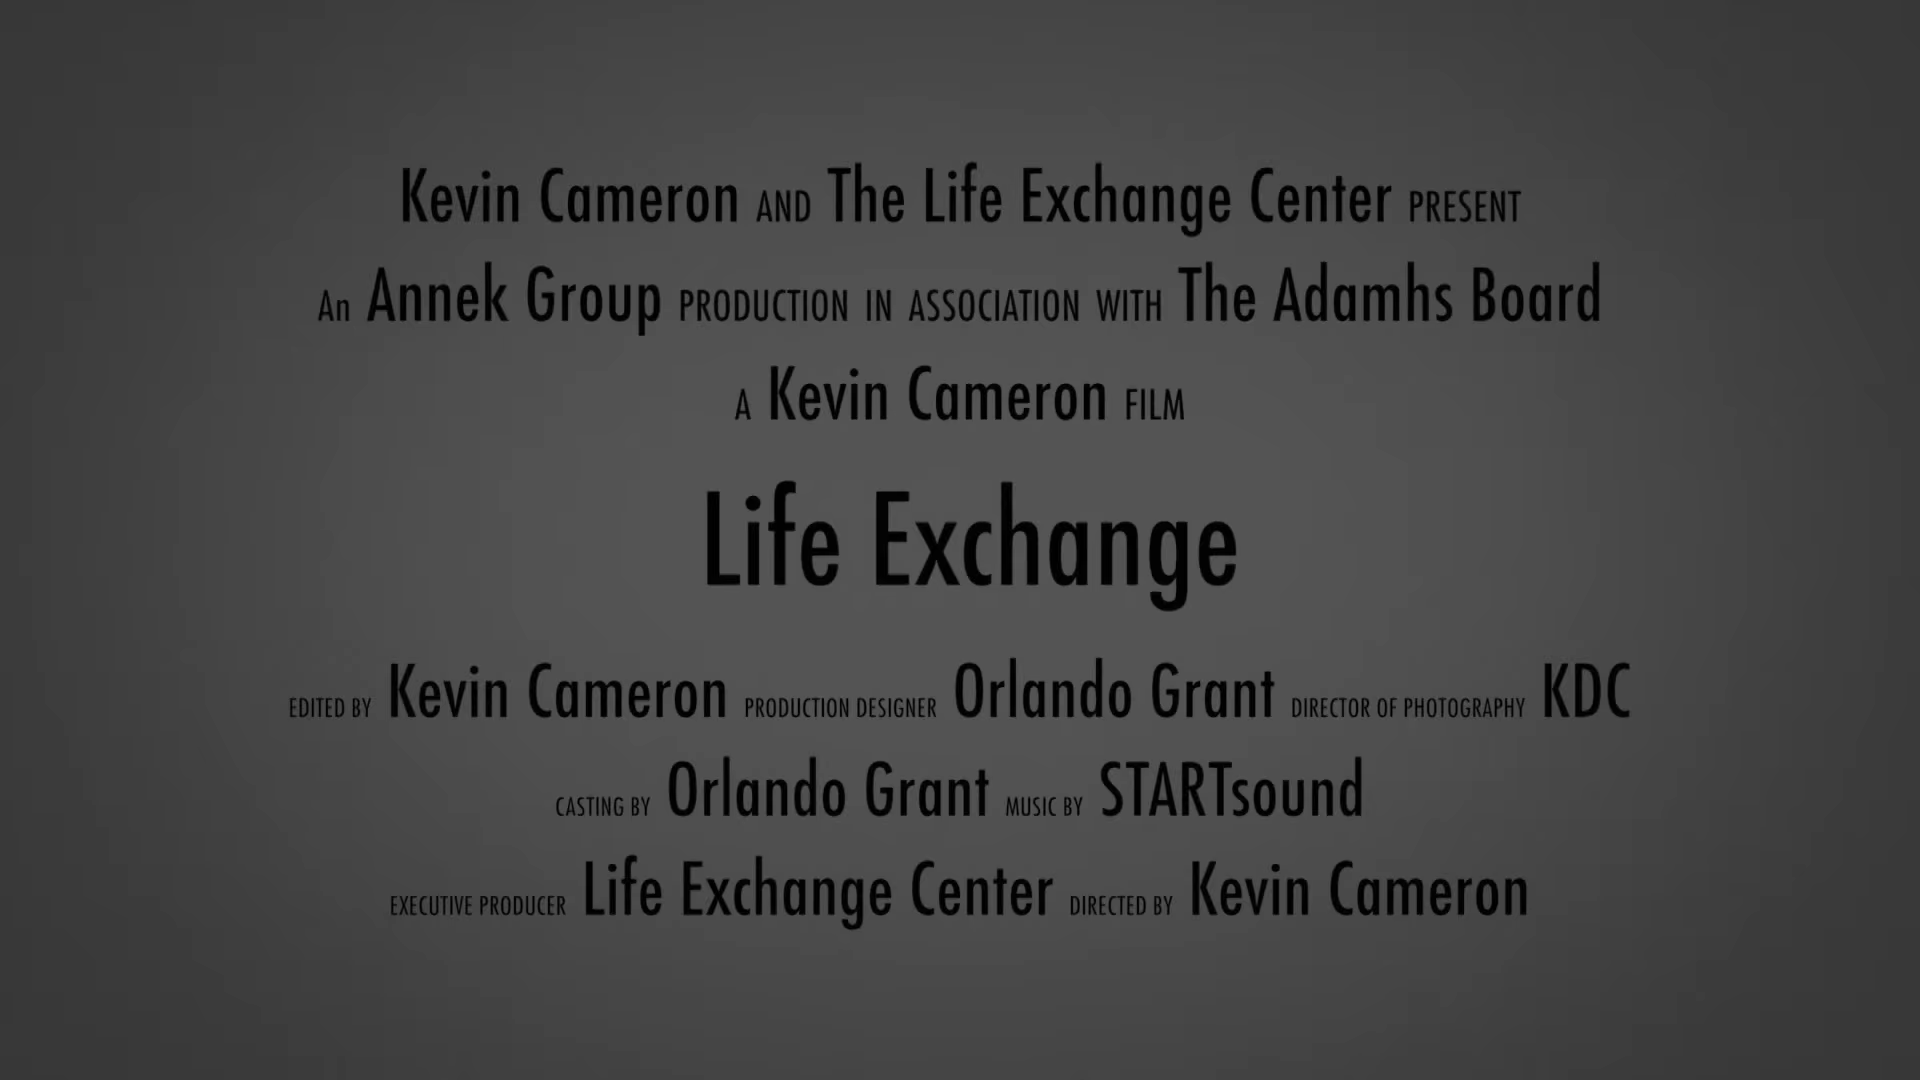 Kevin Cameron AND The Life Exchange Center PRESENT
An Annek Group PRODUCTION IN ASSOCIATION WITH The Adamhs Board
A Kevin Cameron FILM
Life Exchange
EDITED BY Kevin Cameron PRODUCTION DESIGNER Orlando Grant DIRECTOR OF PHOTOGRAPHY KDC
CASTING BY Orlando Grant MUSIC BY STARTsound
EXECUTIVE PRODUCER Life Exchange Center DIRECTED BY Kevin Cameron